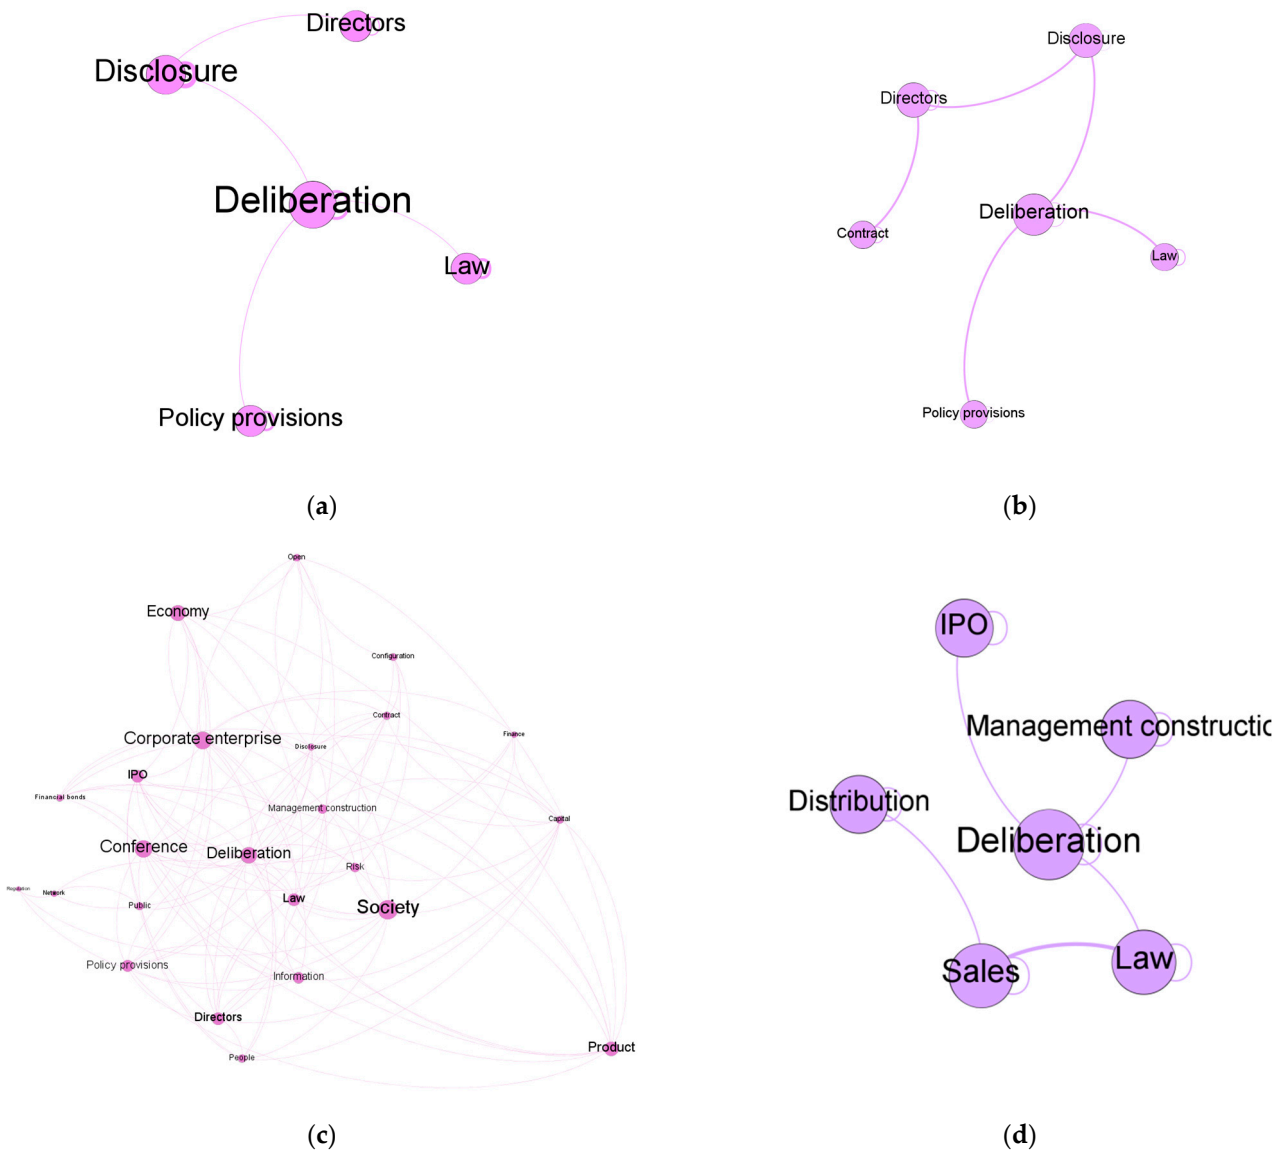 Directors
Disclosure
Deliberation
Law
Policy provisions
(a)
Disclosure
Directors
Deliberation
Contract
Law
Policy provisions
(b)
Open
Economy
Configuration
Contract
Corporate enterprise
Disclosure
Finance
IPO
Financial bonds
Management construction
Capital
Conference
Deliberation
Risk
Regulation
Network
Law
Public
Society
Policy provisions
Information
Directors
People
Product
(c)
IPO
Management constructio
Distribution
Deliberation
Sales
Law
(d)